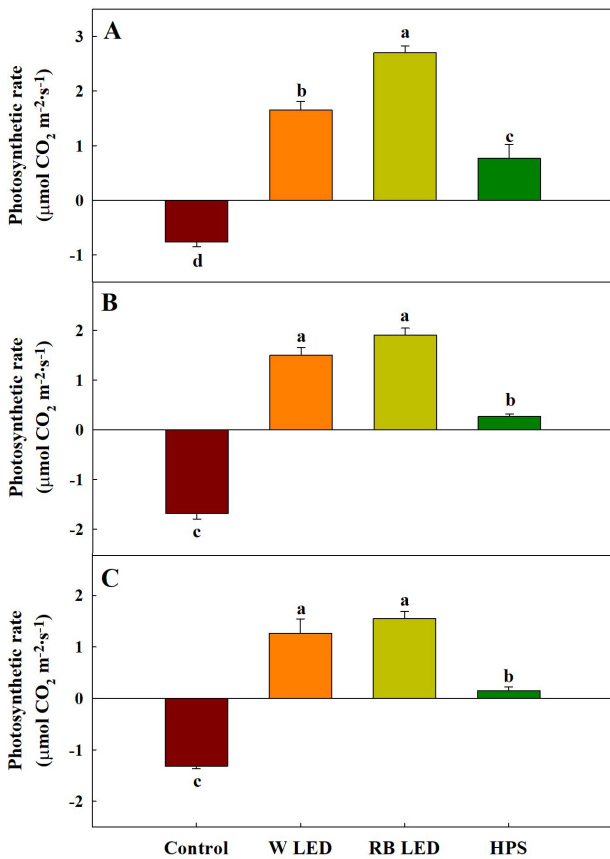 A
Photosynthetic rate
(μmol CO₂ m⁻²·s⁻¹)
3
2
1
0
-1
d
b
a
c
B
Photosynthetic rate
(μmol CO₂ m⁻²·s⁻¹)
2
1
0
-1
-2
c
a
a
b
C
Photosynthetic rate
(μmol CO₂ m⁻²·s⁻¹)
2
1
0
-1
-2
c
a
a
b
Control W LED RB LED HPS